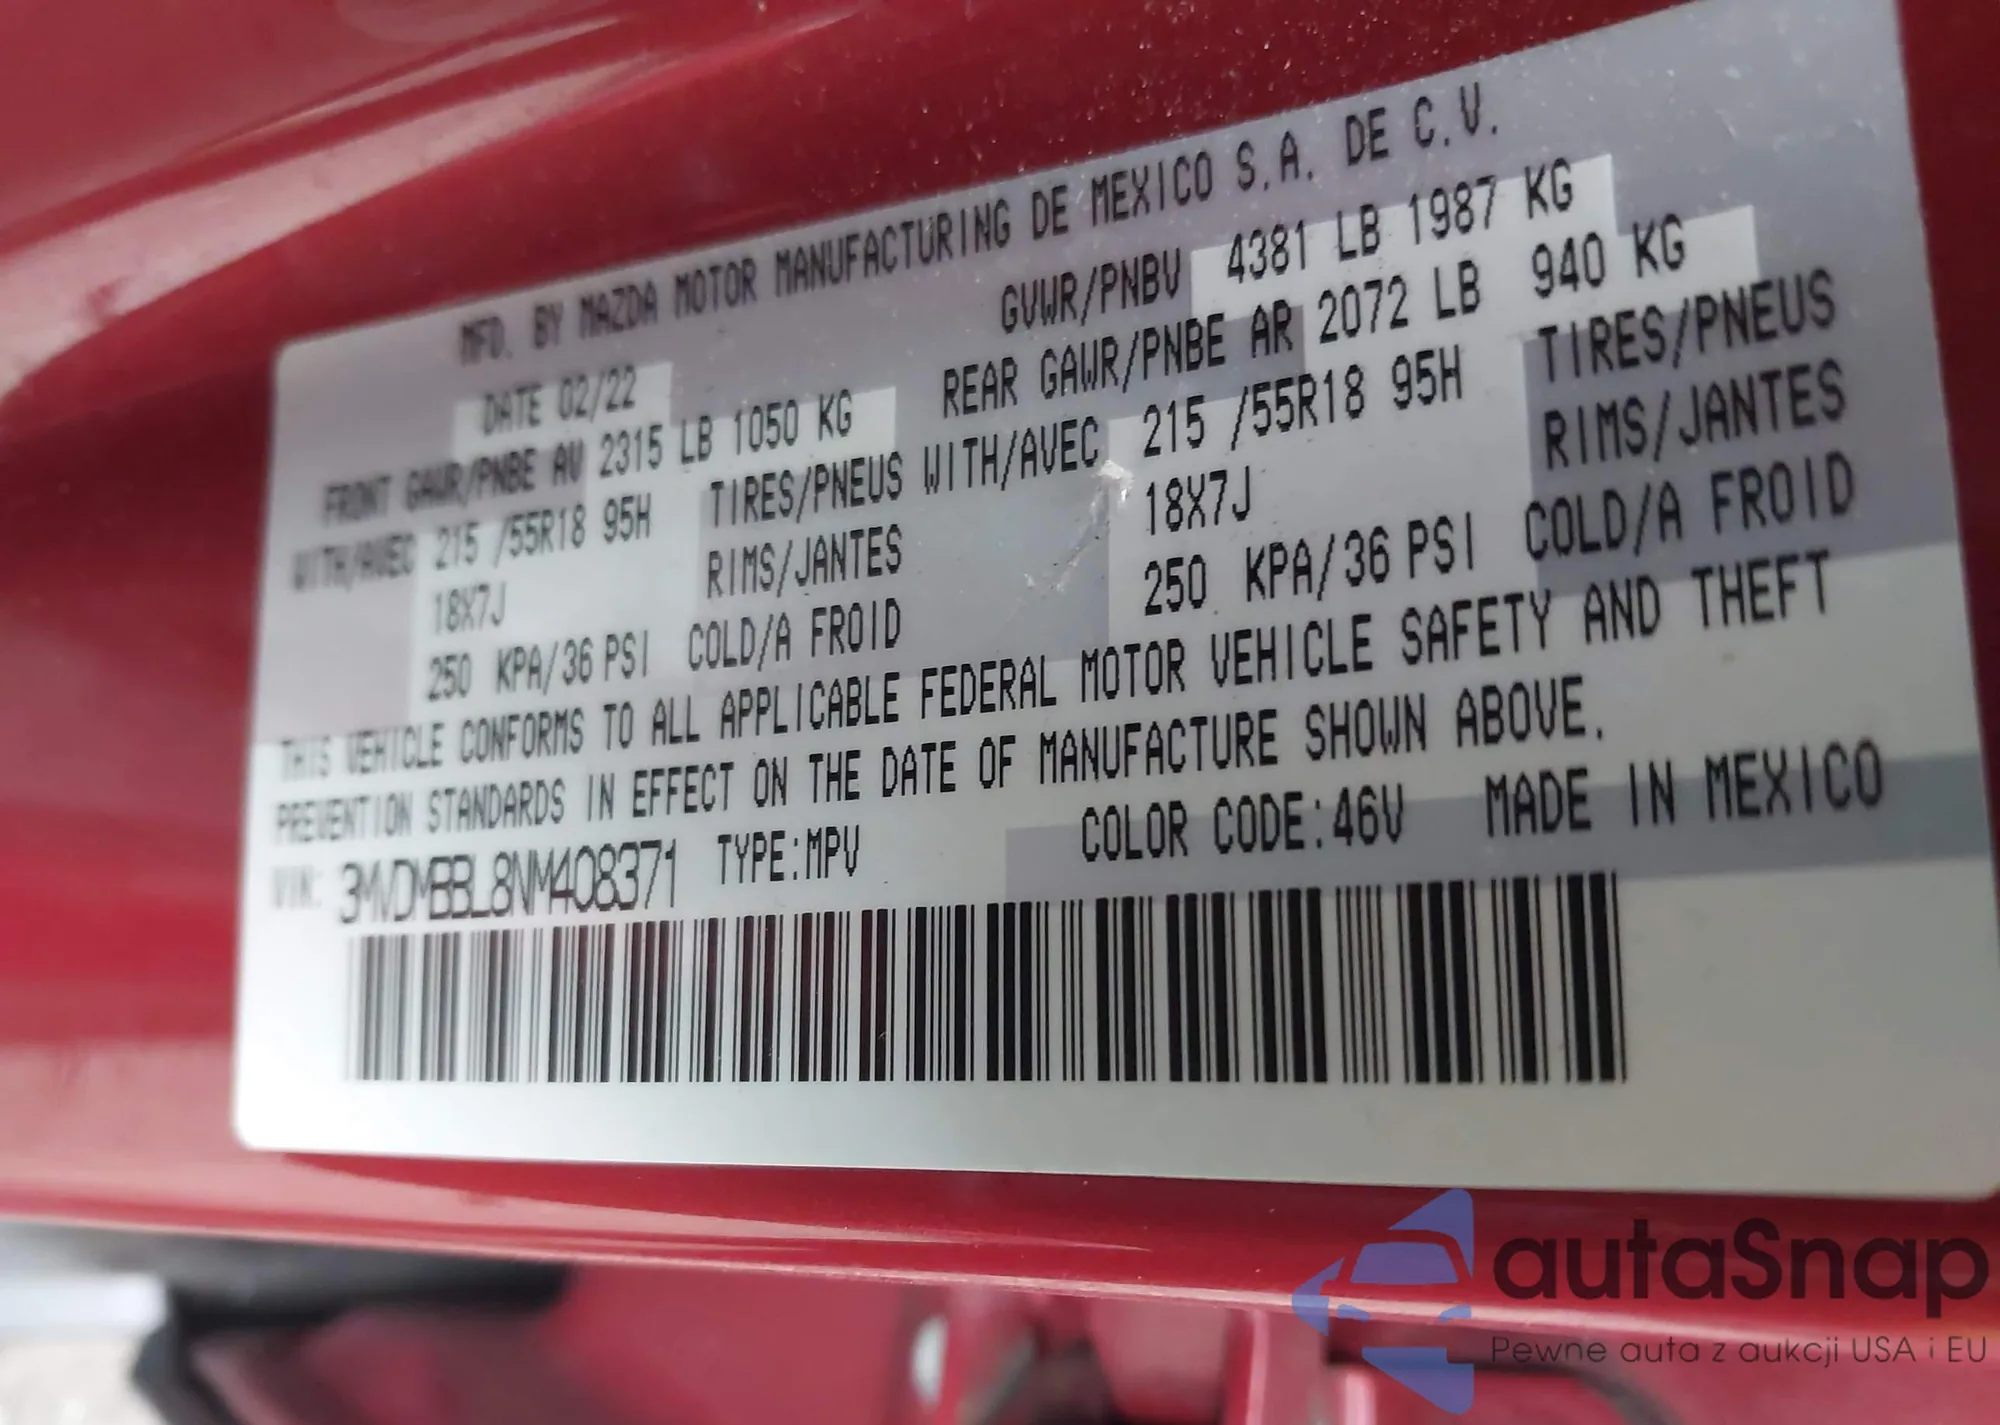 MFD. BY MAZDA MOTOR MANUFACTURING DE MEXICO S.A. DE C.V.
DATE 02/22 GVWR/PNBV 4381 LB 1987 KG
FRONT GAWR/PNBE AV 2315 LB 1050 KG REAR GAWR/PNBE AR 2072 LB 940 KG
WITH/AVEC 215 /55R18 95H TIRES/PNEUS WITH/AVEC 215 /55R18 95H TIRES/PNEUS
18X7J RIMS/JANTES 18X7J RIMS/JANTES
250 KPA/36 PSI COLD/A FROID 250 KPA/36 PSI COLD/A FROID
THIS VEHICLE CONFORMS TO ALL APPLICABLE FEDERAL MOTOR VEHICLE SAFETY AND THEFT
PREVENTION STANDARDS IN EFFECT ON THE DATE OF MANUFACTURE SHOWN ABOVE.
VIN: 3MVDMBBL8NM408371 TYPE:MPV COLOR CODE:46V MADE IN MEXICO
autaSnap
Pewne auta z aukcji USA i EU